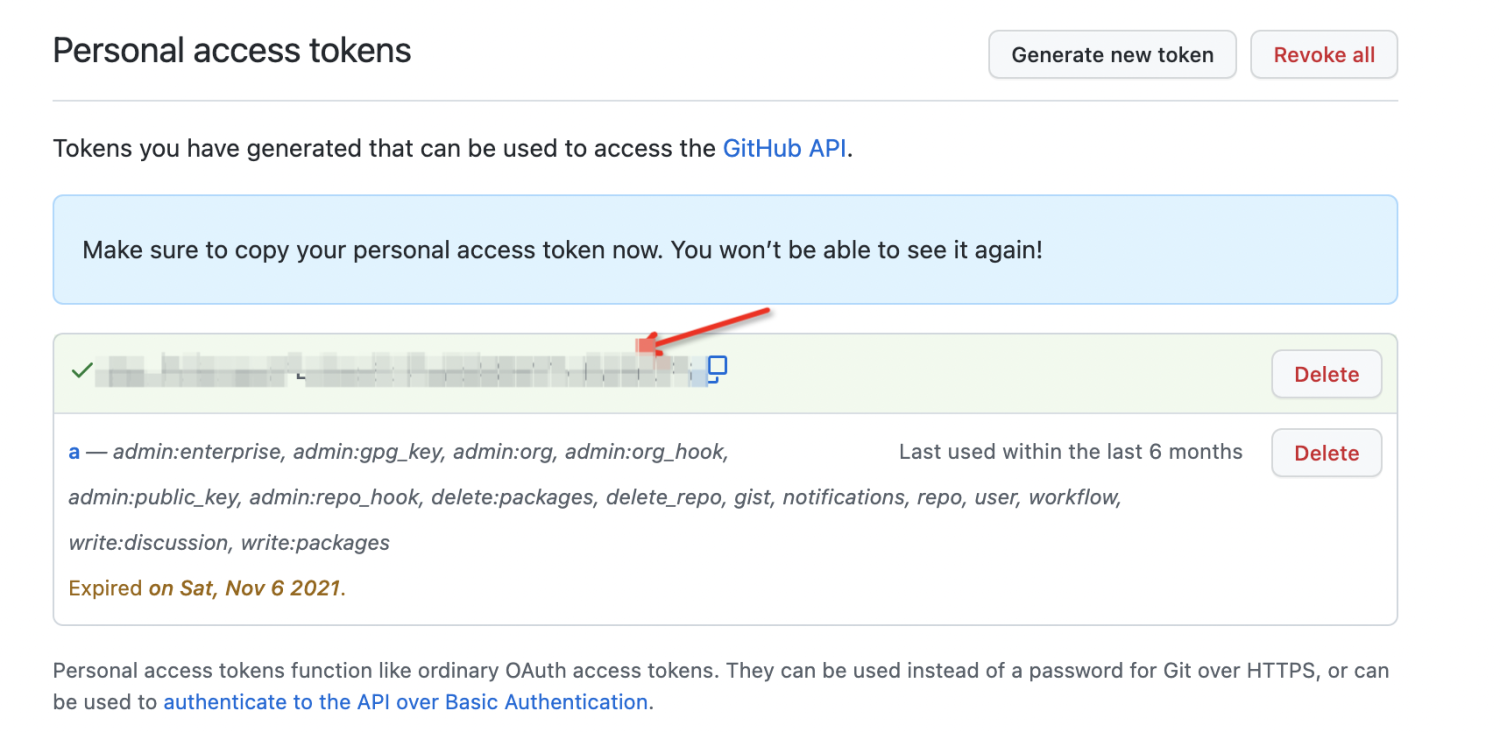 Personal access tokens
Generate new token
Revoke all
Tokens you have generated that can be used to access the GitHub API.
Make sure to copy your personal access token now. You won’t be able to see it again!
Delete
a — admin:enterprise, admin:gpg_key, admin:org, admin:org_hook,
Last used within the last 6 months
Delete
admin:public_key, admin:repo_hook, delete:packages, delete_repo, gist, notifications, repo, user, workflow,
write:discussion, write:packages
Expired on Sat, Nov 6 2021.
Personal access tokens function like ordinary OAuth access tokens. They can be used instead of a password for Git over HTTPS, or can
be used to authenticate to the API over Basic Authentication.